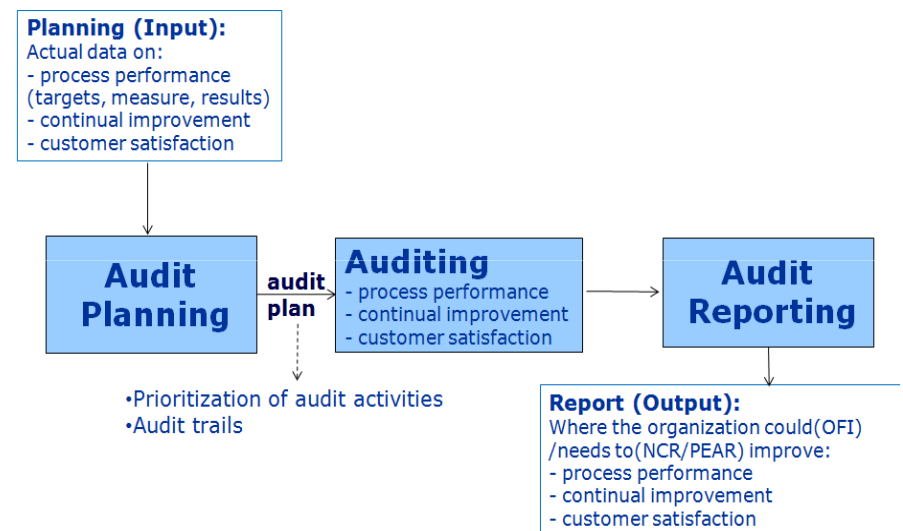 Planning (Input):
Actual data on:
- process performance
(targets, measure, results)
- continual improvement
- customer satisfaction
Audit
Planning
audit
plan
Auditing
- process performance
- continual improvement
- customer satisfaction
Audit
Reporting
•Prioritization of audit activities
•Audit trails
Report (Output):
Where the organization could(OFI)
/needs to(NCR/PEAR) improve:
- process performance
- continual improvement
- customer satisfaction